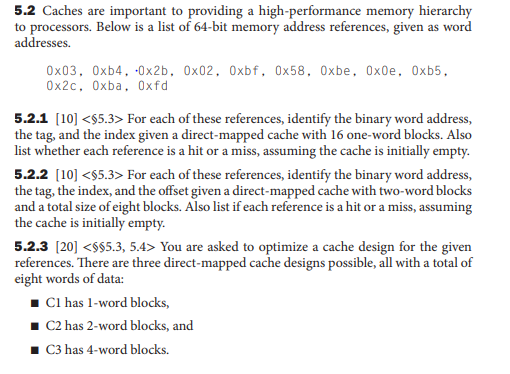 5.2 Caches are important to providing a high-performance memory hierarchy
to processors. Below is a list of 64-bit memory address references, given as word
addresses.
0x03, 0xb4, ·0x2b, 0x02, 0xbf, 0x58, 0xbe, 0x0e, 0xb5,
0x2c, 0xba, 0xfd
5.2.1 [10] <§5.3> For each of these references, identify the binary word address,
the tag, and the index given a direct-mapped cache with 16 one-word blocks. Also
list whether each reference is a hit or a miss, assuming the cache is initially empty.
5.2.2 [10] <§5.3> For each of these references, identify the binary word address,
the tag, the index, and the offset given a direct-mapped cache with two-word blocks
and a total size of eight blocks. Also list if each reference is a hit or a miss, assuming
the cache is initially empty.
5.2.3 [20] <§§5.3, 5.4> You are asked to optimize a cache design for the given
references. There are three direct-mapped cache designs possible, all with a total of
eight words of data:
■ C1 has 1-word blocks,
■ C2 has 2-word blocks, and
■ C3 has 4-word blocks.